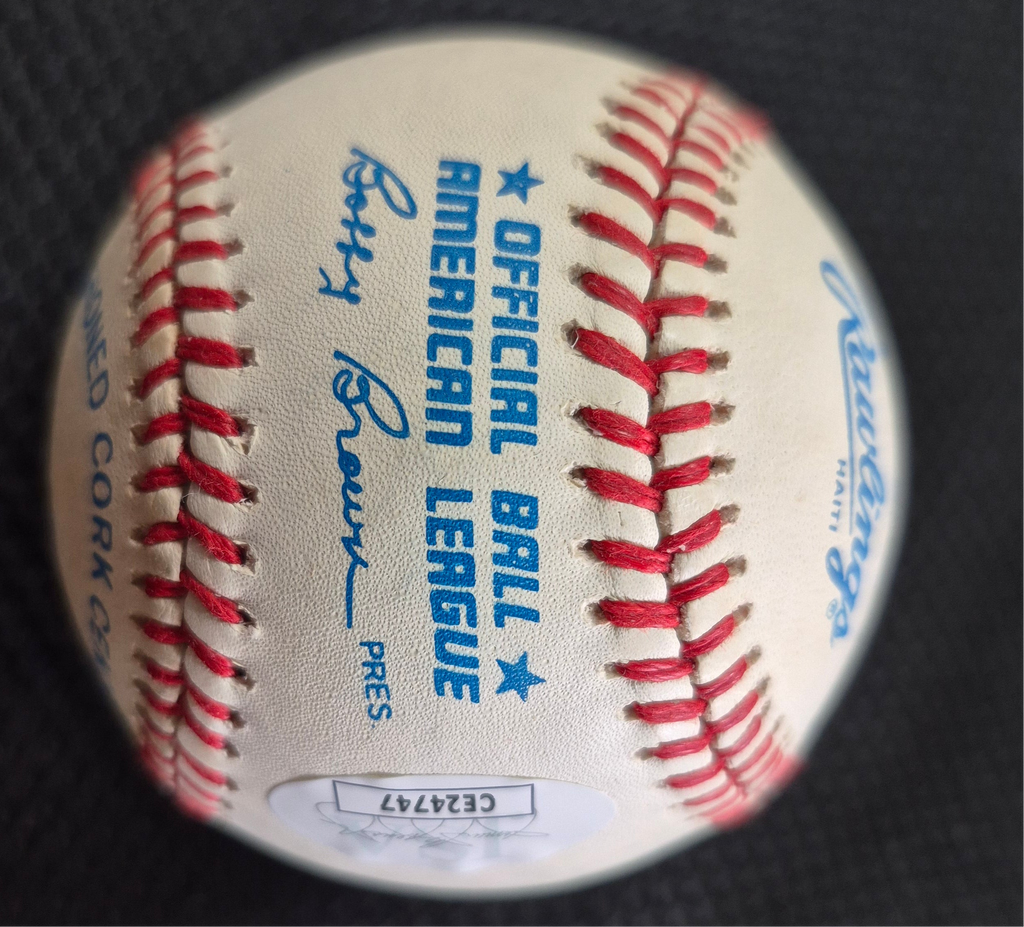 ★ OFFICIAL BALL ★
AMERICAN LEAGUE
Bobby Brown PRES.
Rawlings®
HAITI
CORK
CE24747